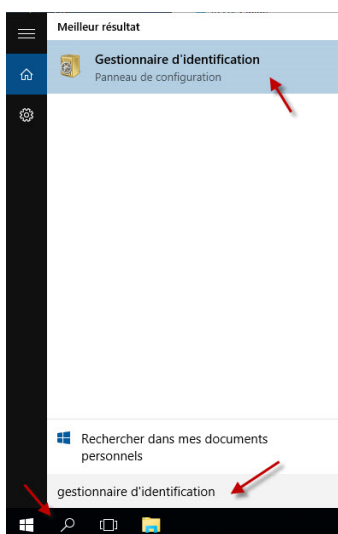 Meilleur résultat
Gestionnaire d'identification
Panneau de configuration
Rechercher dans mes documents
personnels
gestionnaire d'identification